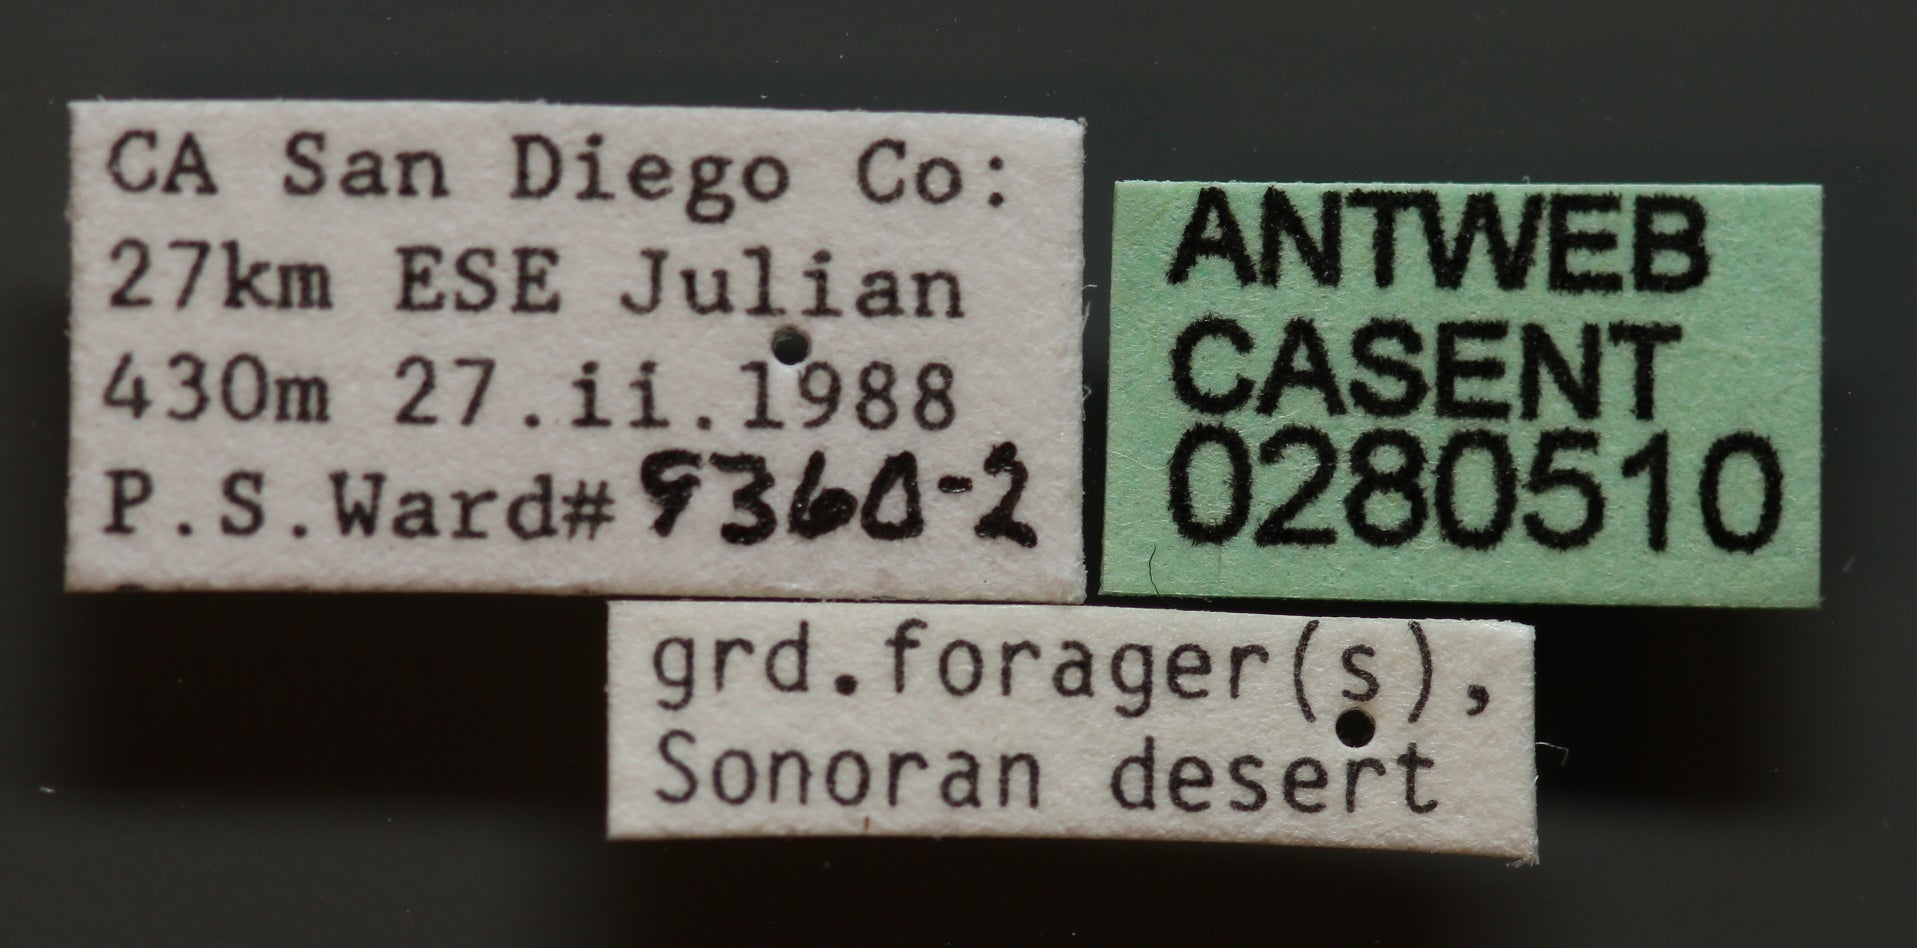 CA San Diego Co:
27km ESE Julian
430m 27.ii.1988
P.S.Ward# 9360-2
ANTWEB
CASENT
0280510
grd.forager(s),
Sonoran desert